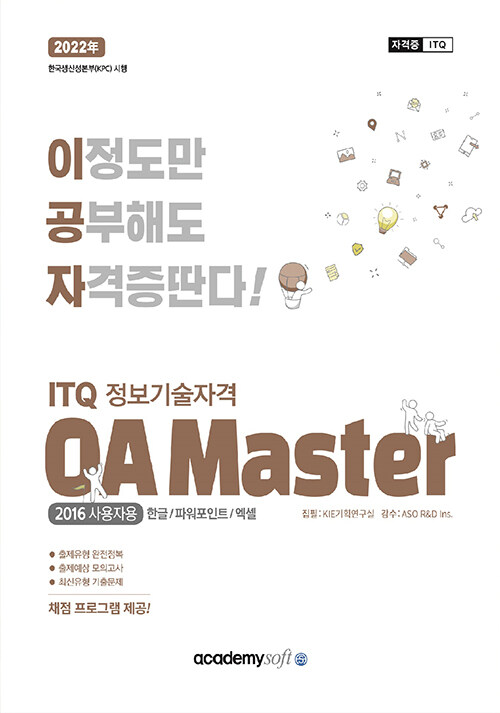 2022年
자격증 ITQ
한국생산성본부(KPC) 시행
이정도만
공부해도
자격증딴다!
ITQ 정보기술자격
OA Master
2016 사용자용 한글/파워포인트/엑셀
집필:KIE기획연구실 감수:ASO R&D Ins.
● 출제유형 완전정복
● 출제예상 모의고사
● 최신유형 기출문제
채점 프로그램 제공!
academysoft